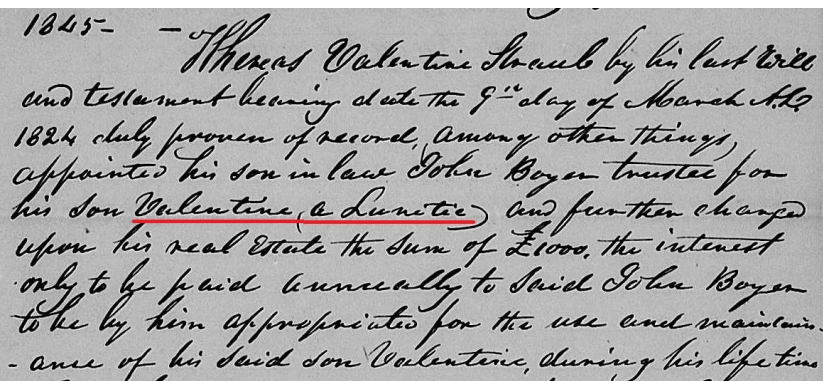 1845 - -
Whereas Valentine Straub by his last Will
and testament bearing date the 9th day of March A.D.
1824 duly proven of record, among other things,
appointed his son in law John Boyer trustee for
his son Valentine (a Lunatic) and further charged
upon his real Estate the sum of £1000, the interest
only to be paid annually to said John Boyer
to be by him appropriated for the use and maintain-
-ance of his said son Valentine, during his life time